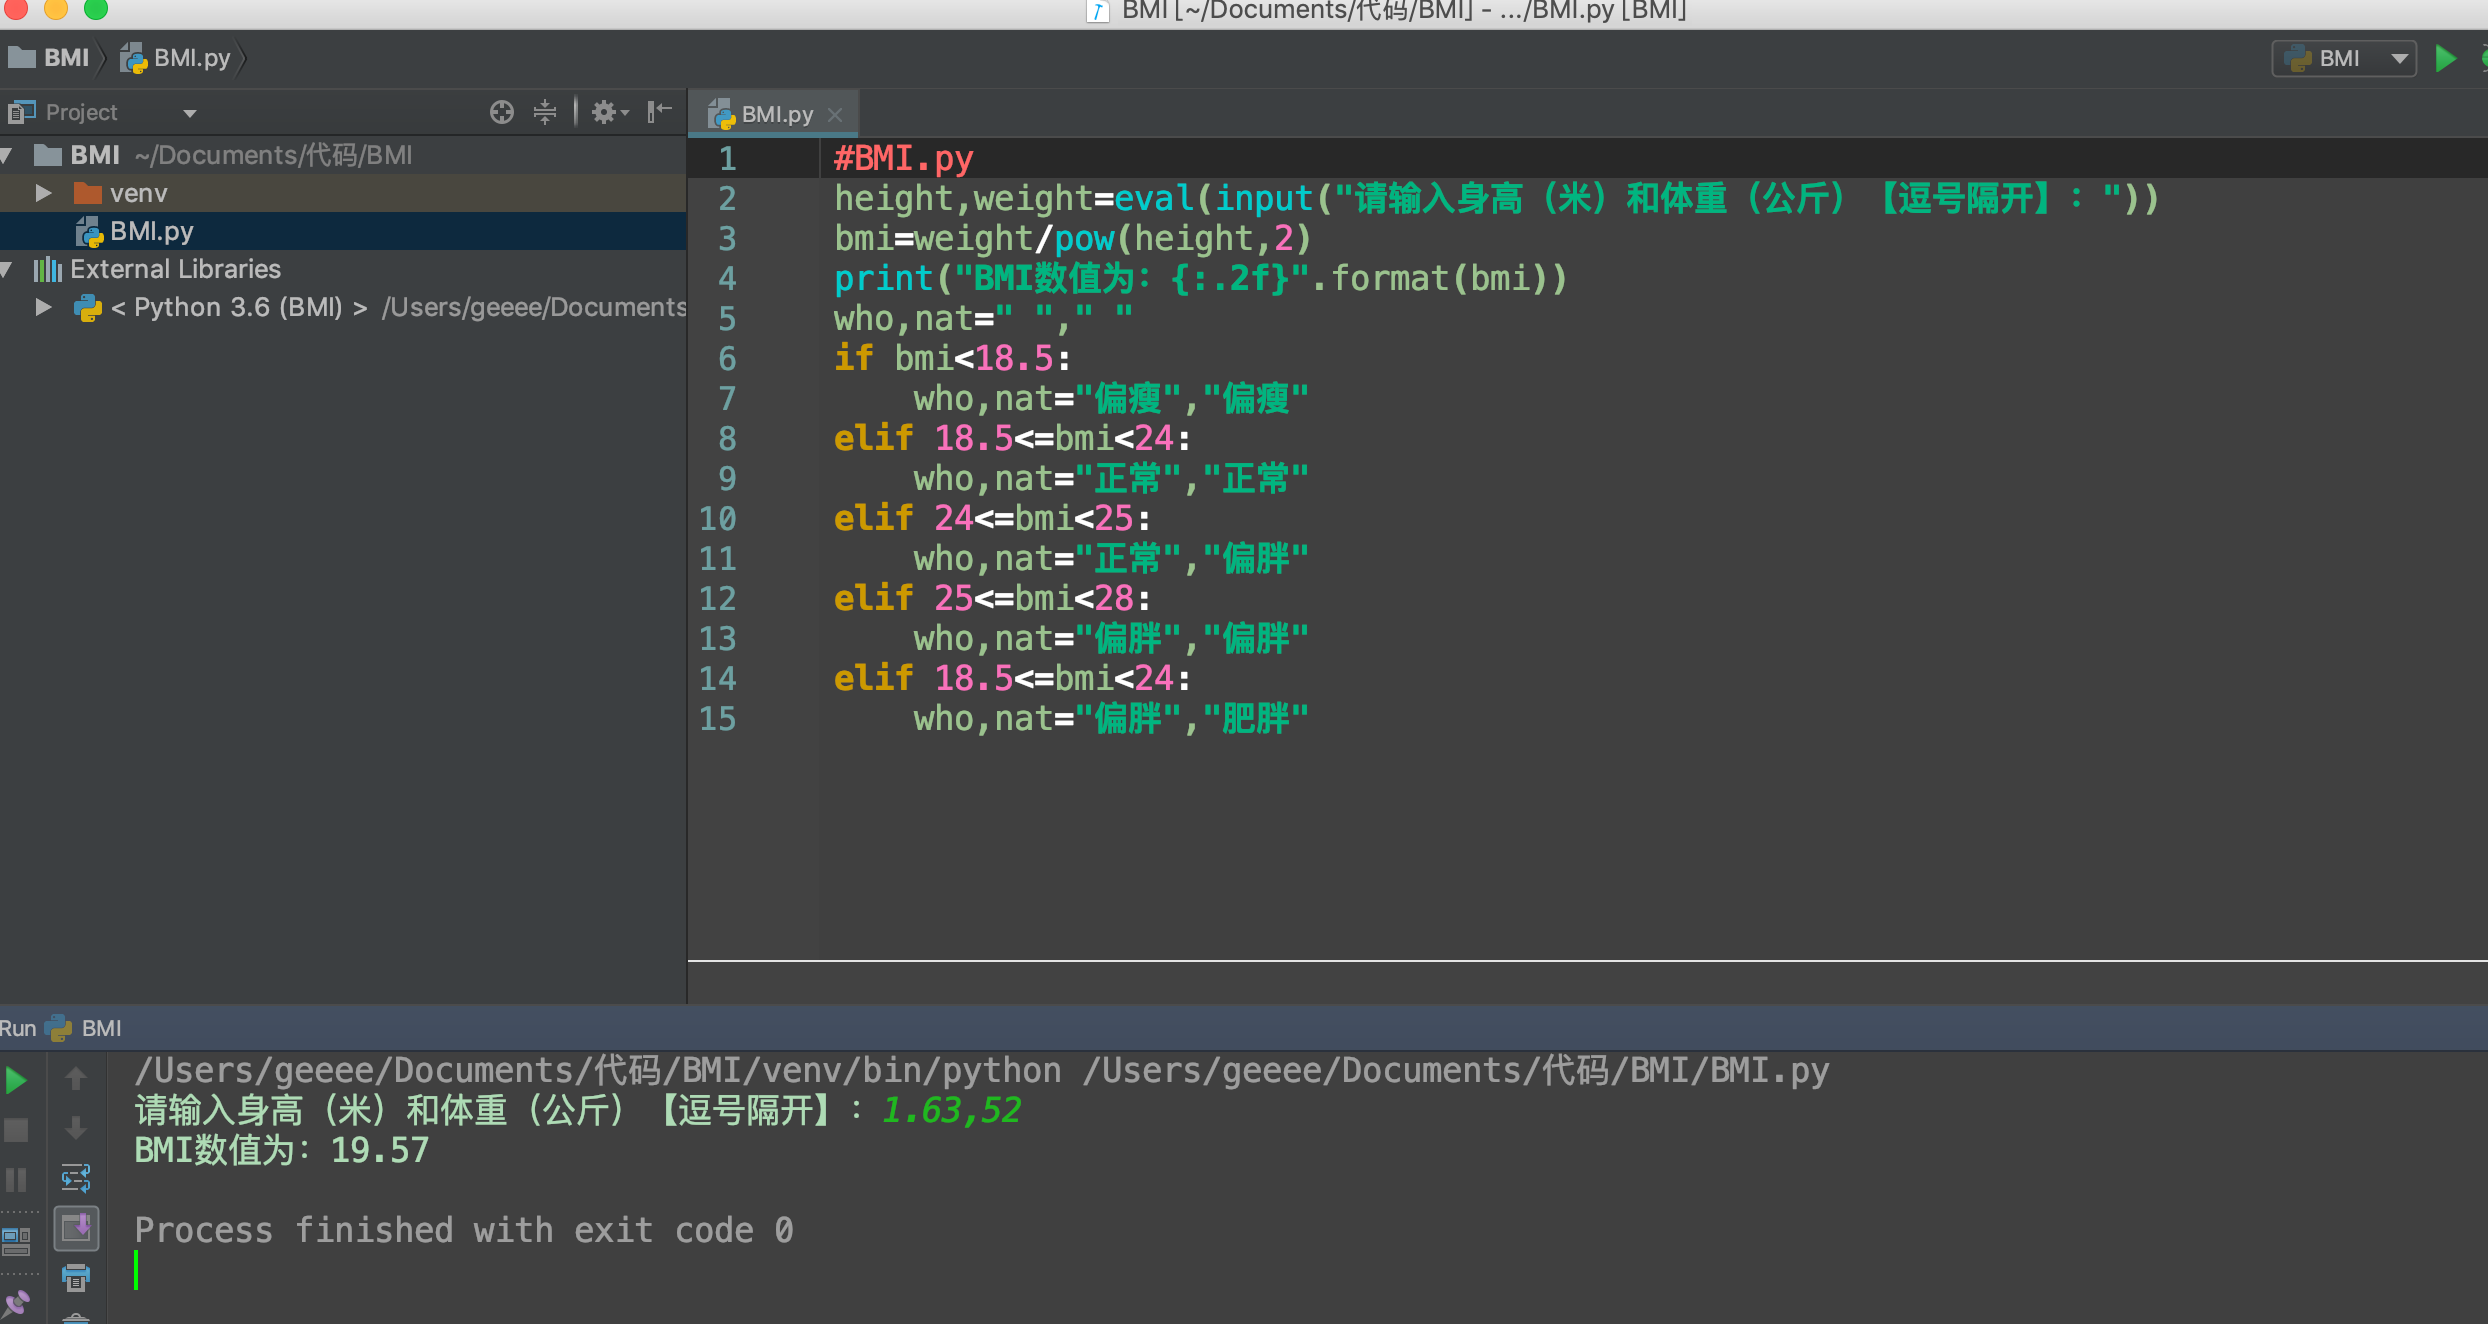 BMI [~/Documents/代码/BMI] - .../BMI.py [BMI]
BMI
BMI.py
BMI
Project
BMI.py
BMI ~/Documents/代码/BMI
venv
BMI.py
External Libraries
< Python 3.6 (BMI) > /Users/geeee/Documents
1 #BMI.py
2 height,weight=eval(input("请输入身高（米）和体重（公斤）【逗号隔开】："))
3 bmi=weight/pow(height,2)
4 print("BMI数值为：{:.2f}".format(bmi))
5 who,nat=" "," "
6 if bmi<18.5:
7     who,nat="偏瘦","偏瘦"
8 elif 18.5<=bmi<24:
9     who,nat="正常","正常"
10 elif 24<=bmi<25:
11     who,nat="正常","偏胖"
12 elif 25<=bmi<28:
13     who,nat="偏胖","偏胖"
14 elif 18.5<=bmi<24:
15     who,nat="偏胖","肥胖"
Run BMI
/Users/geeee/Documents/代码/BMI/venv/bin/python /Users/geeee/Documents/代码/BMI/BMI.py
请输入身高（米）和体重（公斤）【逗号隔开】：1.63,52
BMI数值为：19.57
Process finished with exit code 0